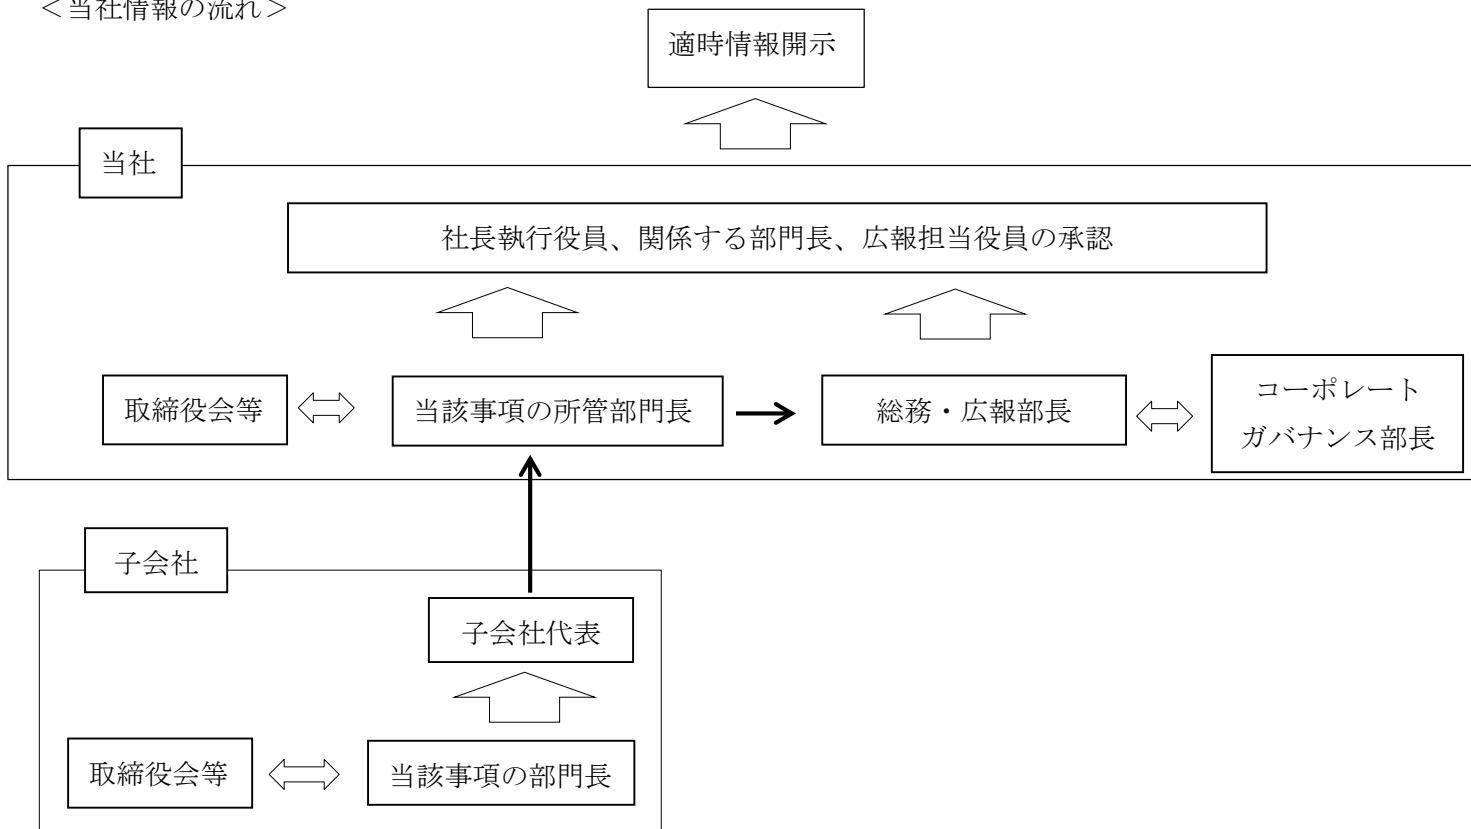 ＜当社情報の流れ＞
適時情報開示
当社
社長執行役員、関係する部門長、広報担当役員の承認
取締役会等
当該事項の所管部門長
総務・広報部長
コーポレート
ガバナンス部長
子会社
子会社代表
取締役会等
当該事項の部門長